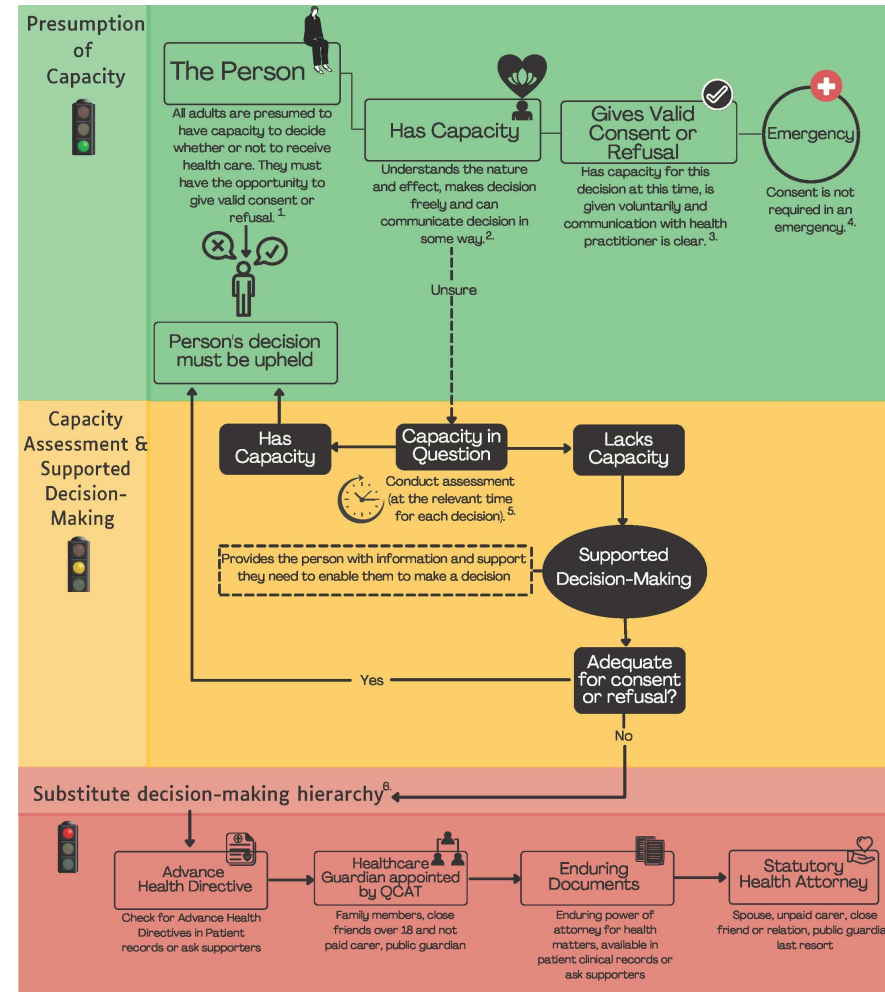 Presumption
of
Capacity
The Person
All adults are presumed to
have capacity to decide
whether or not to receive
health care. They must
have the opportunity to
give valid consent or
refusal. 1.
Has Capacity
Understands the nature
and effect, makes decision
freely and can
communicate decision in
some way. 2.
Gives Valid
Consent or
Refusal
Has capacity for this
decision at this time, is
given voluntarily and
communication with health
practitioner is clear. 3.
Emergency
Consent is not
required in an
emergency. 4.
Unsure
Person's decision
must be upheld
Capacity
Assessment &
Supported
Decision-
Making
Has
Capacity
Capacity in
Question
Lacks
Capacity
Conduct assessment
(at the relevant time
for each decision). 5.
Provides the person with information and support
they need to enable them to make a decision
Supported
Decision-Making
Adequate
for consent
or refusal?
Yes
No
Substitute decision-making hierarchy 6.
Advance
Health Directive
Check for Advance Health
Directives in Patient
records or ask supporters
Healthcare
Guardian appointed
by QCAT
Family members, close
friends over 18 and not
paid carer, public guardian
Enduring
Documents
Enduring power of
attorney for health
matters, available in
patient clinical records or
ask supporters
Statutory
Health Attorney
Spouse, unpaid carer, close
friend or relation, public guardia
last resort